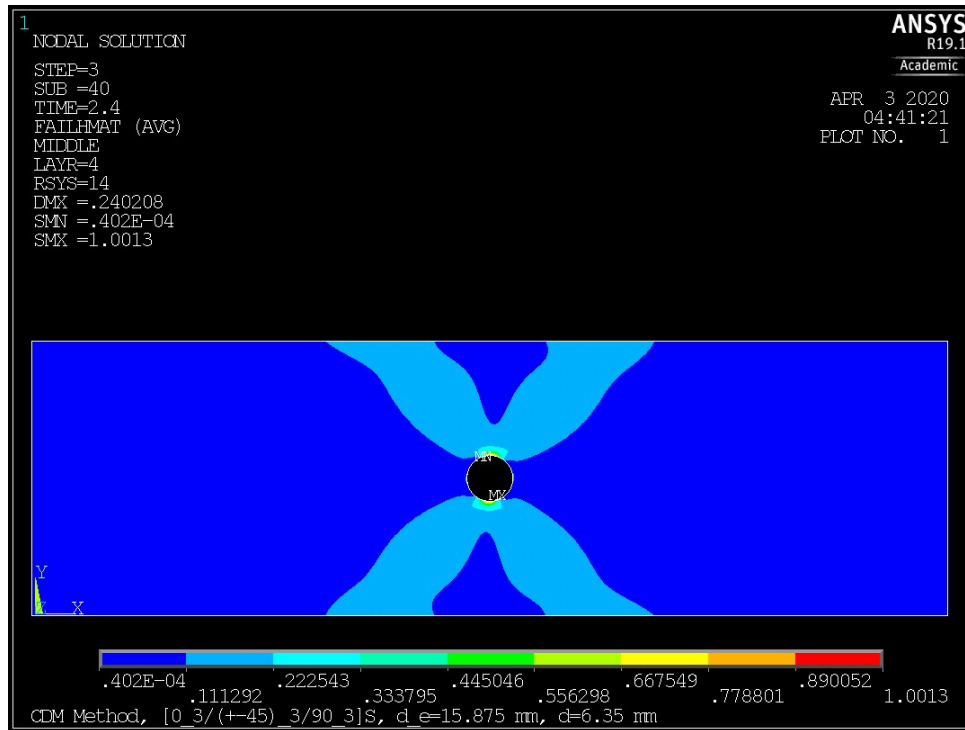 1
NODAL SOLUTION
STEP=3
SUB =40
TIME=2.4
FAILHMAT (AVG)
MIDDLE
LAYR=4
RSYS=14
DMX =.240208
SMN =.402E-04
SMX =1.0013
ANSYS
R19.1
Academic
APR 3 2020
04:41:21
PLOT NO. 1
MN
MX
Y
X
.402E-04 .222543 .445046 .667549 .890052
.111292 .333795 .556298 .778801 1.0013
CDM Method, [0_3/(+-45)_3/90_3]S, d_e=15.875 mm, d=6.35 mm